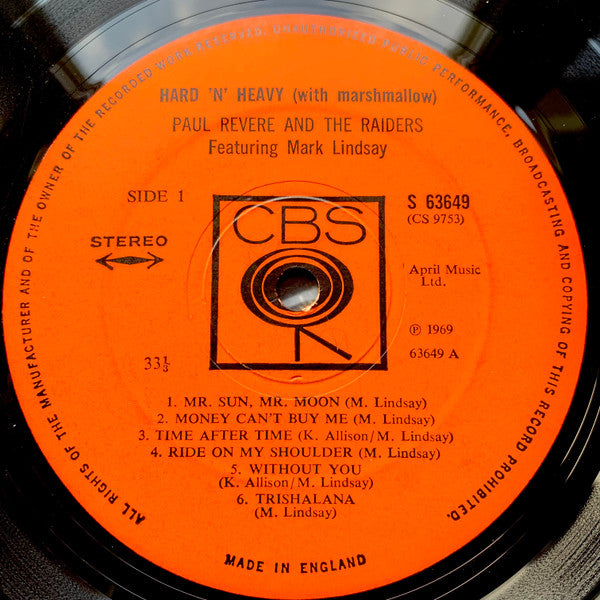 ALL RIGHTS OF THE MANUFACTURER AND OF THE OWNER OF THE RECORDED WORK RESERVED. UNAUTHORISED PUBLIC PERFORMANCE, BROADCASTING AND COPYING OF THIS RECORD PROHIBITED.
HARD 'N' HEAVY (with marshmallow)
PAUL REVERE AND THE RAIDERS
Featuring Mark Lindsay
SIDE 1
S 63649
(CS 9753)
CBS
STEREO
April Music
Ltd.
℗ 1969
33⅓
63649 A
1. MR. SUN, MR. MOON (M. Lindsay)
2. MONEY CAN'T BUY ME (M. Lindsay)
3. TIME AFTER TIME (K. Allison/M. Lindsay)
4. RIDE ON MY SHOULDER (M. Lindsay)
5. WITHOUT YOU
(K. Allison/M. Lindsay)
6. TRISHALANA
(M. Lindsay)
MADE IN ENGLAND